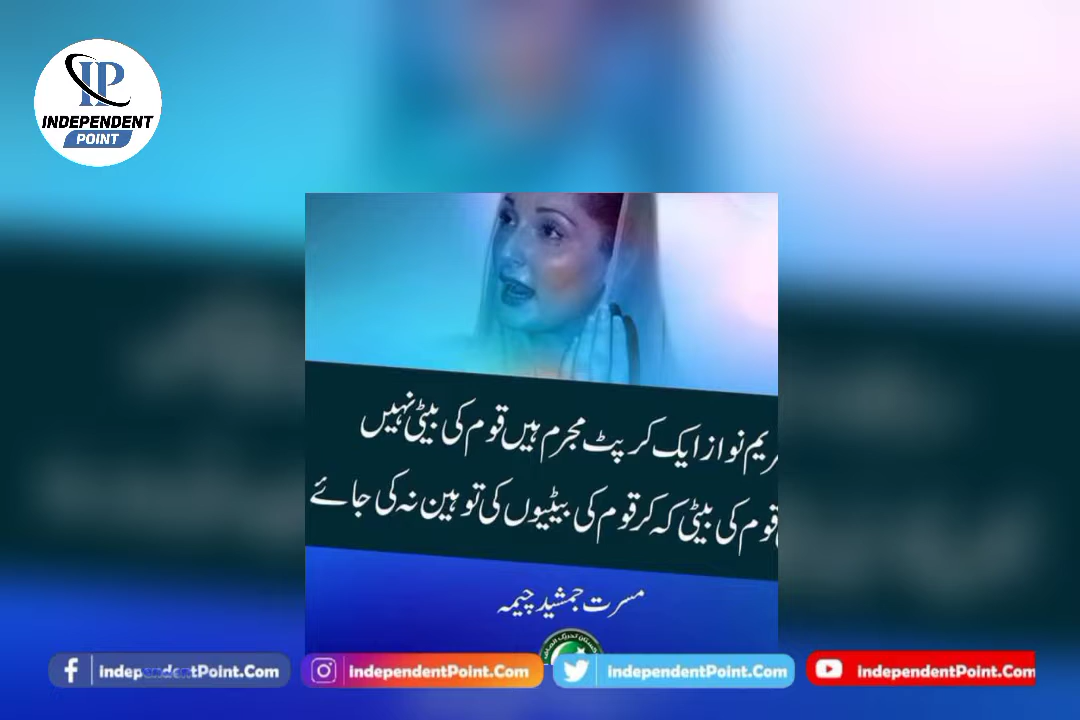 IP
INDEPENDENT
POINT
ریم نواز ایک کرپٹ مجرم ہیں قوم کی بیٹی نہیں
قوم کی بیٹی کہ کر قوم کی بیٹیوں کی توہین نہ کی جائے
مسرت جمشید چیمہ
IndependentPoint.Com
IndependentPoint.Com
IndependentPoint.Com
IndependentPoint.Com